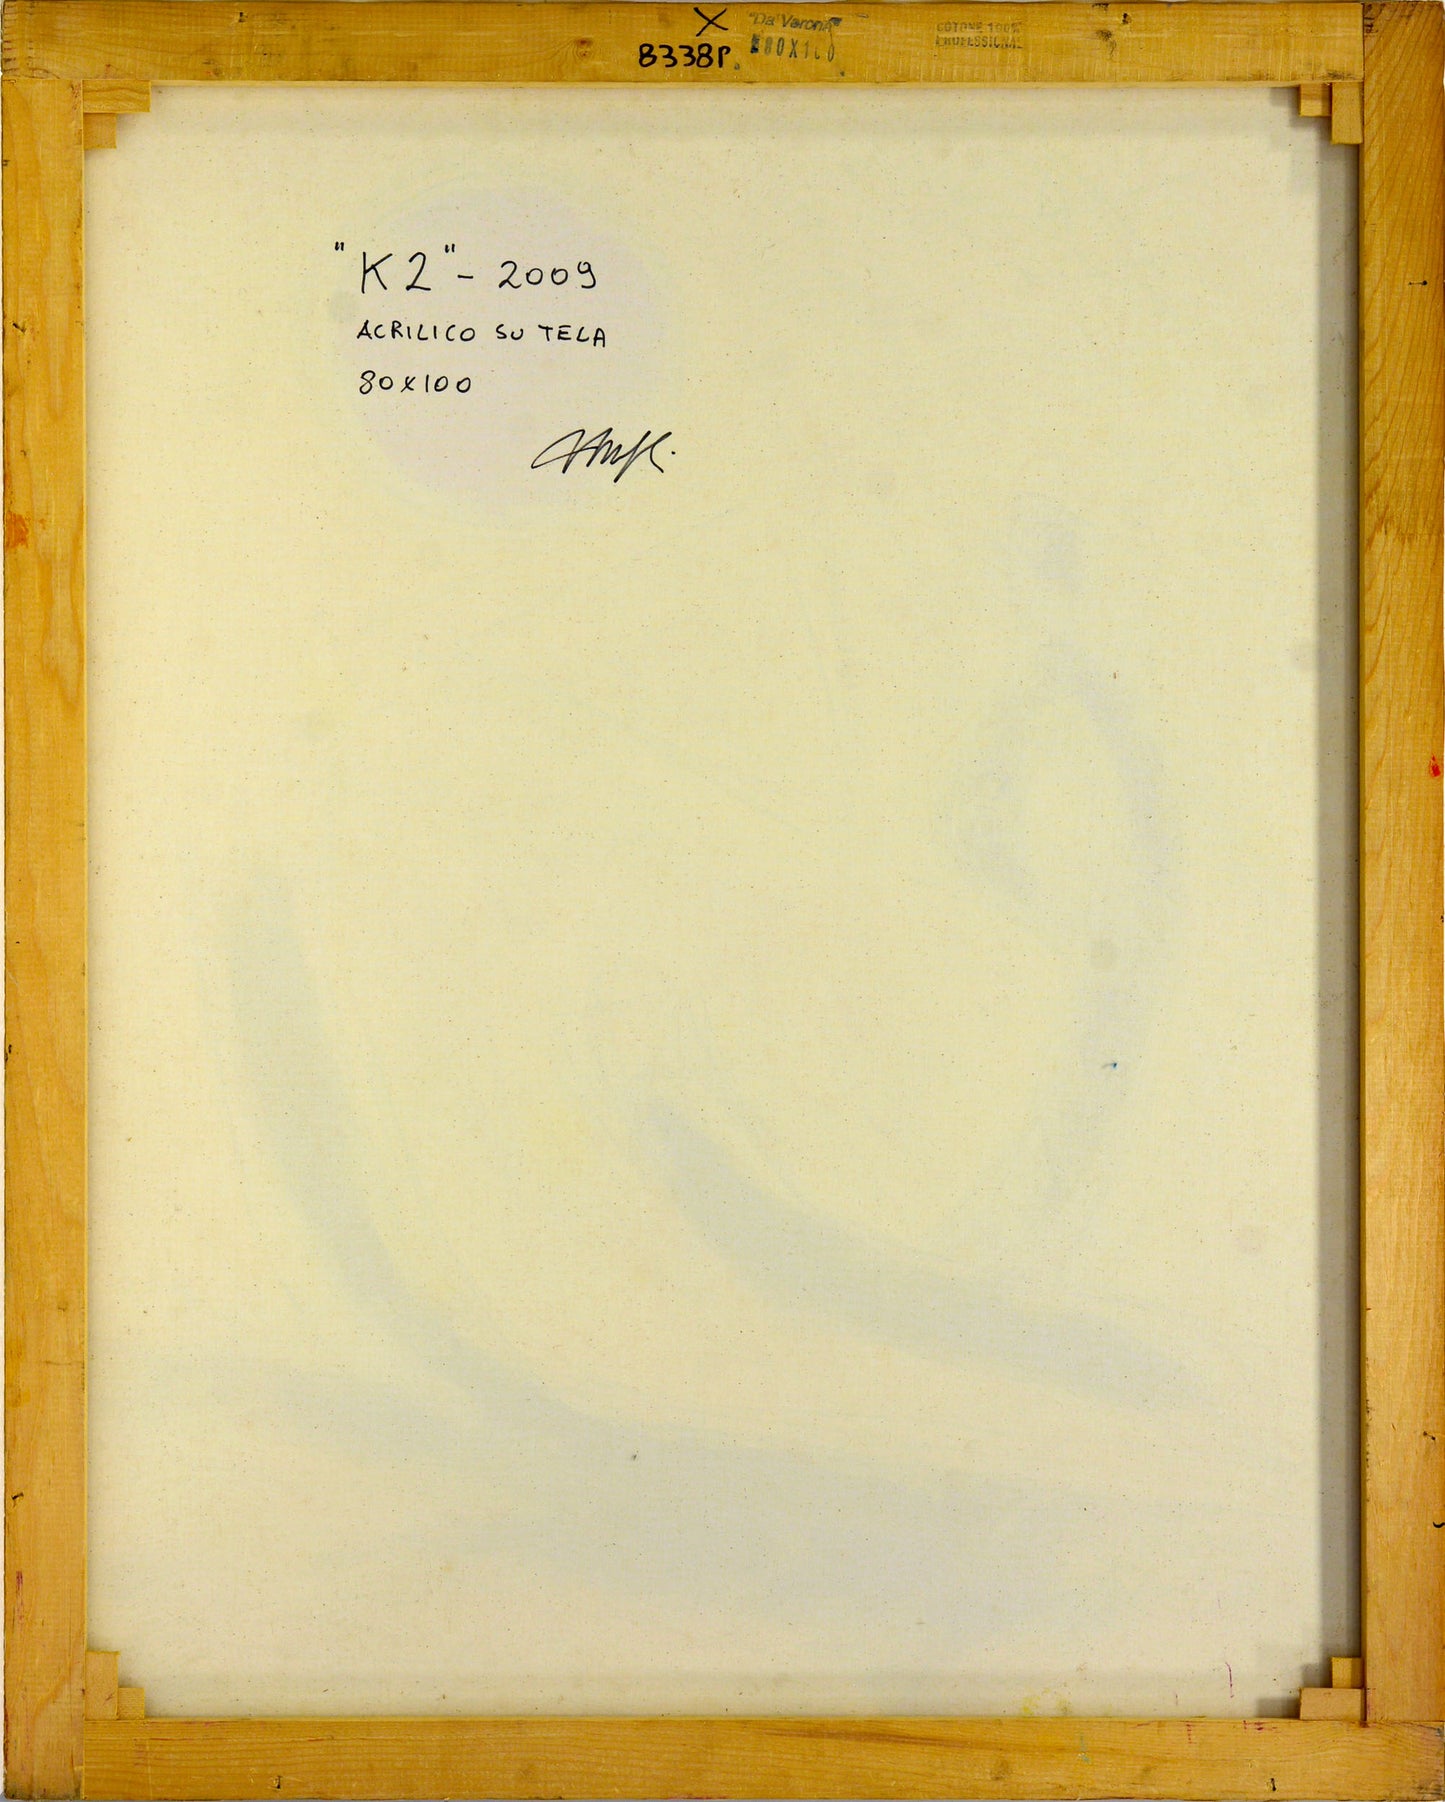 X
8338P.
"Da Verona"
80X100
COTONE 100%
PROFESSIONAL
"K2" - 2009
ACRILICO SU TELA
80X100